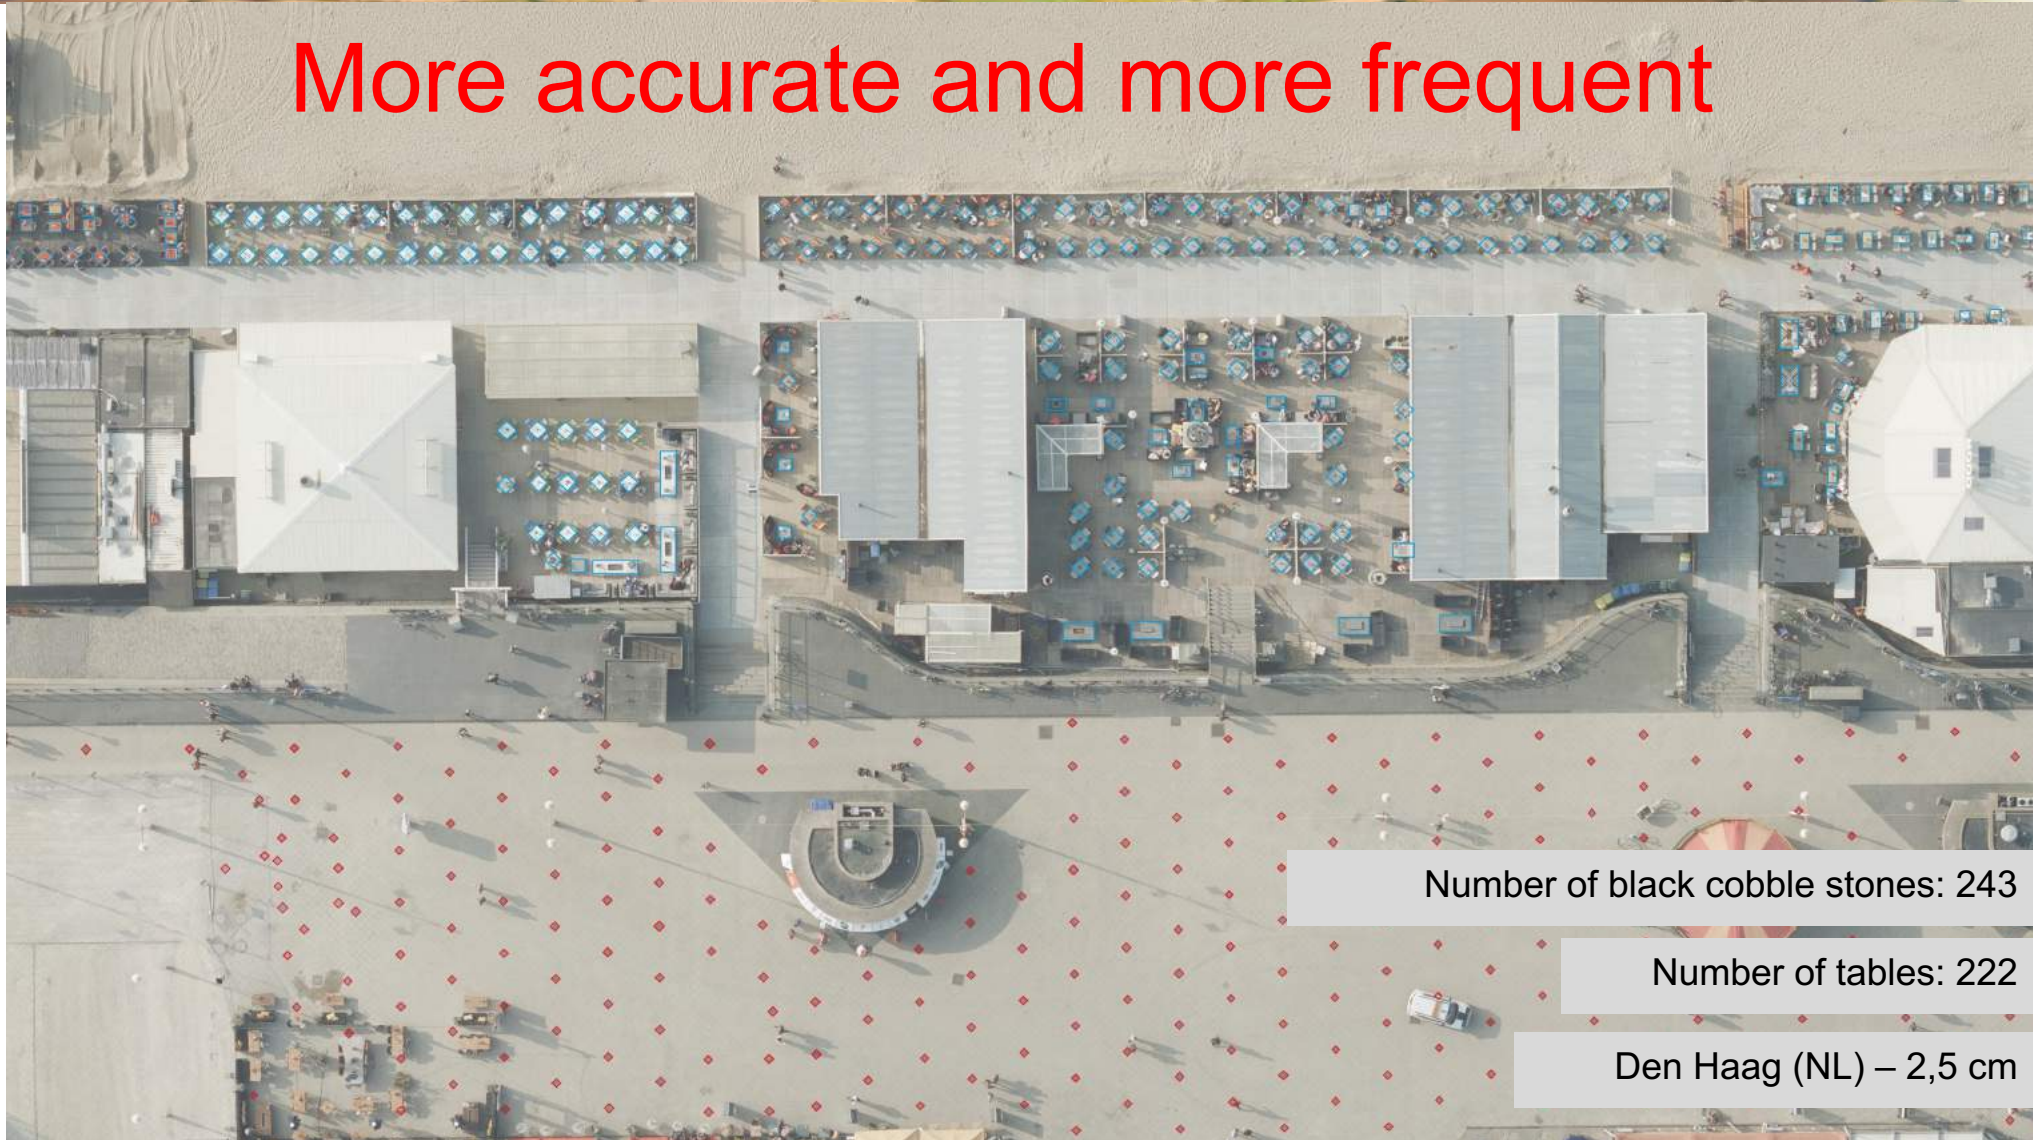 More accurate and more frequent
Number of black cobble stones: 243
Number of tables: 222
Den Haag (NL) – 2,5 cm